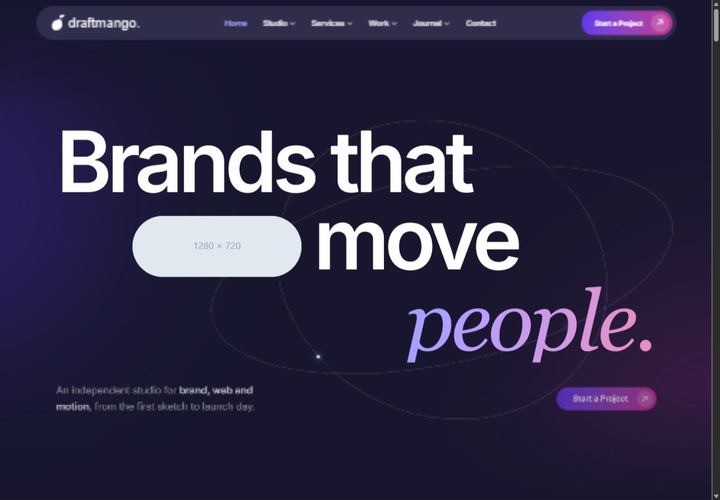 draftmango.
Home Studio Services Work Journal Contact
Start a Project
Brands that
1280 × 720
move
people.
An independent studio for brand, web and
motion, from the first sketch to launch day.
Start a Project